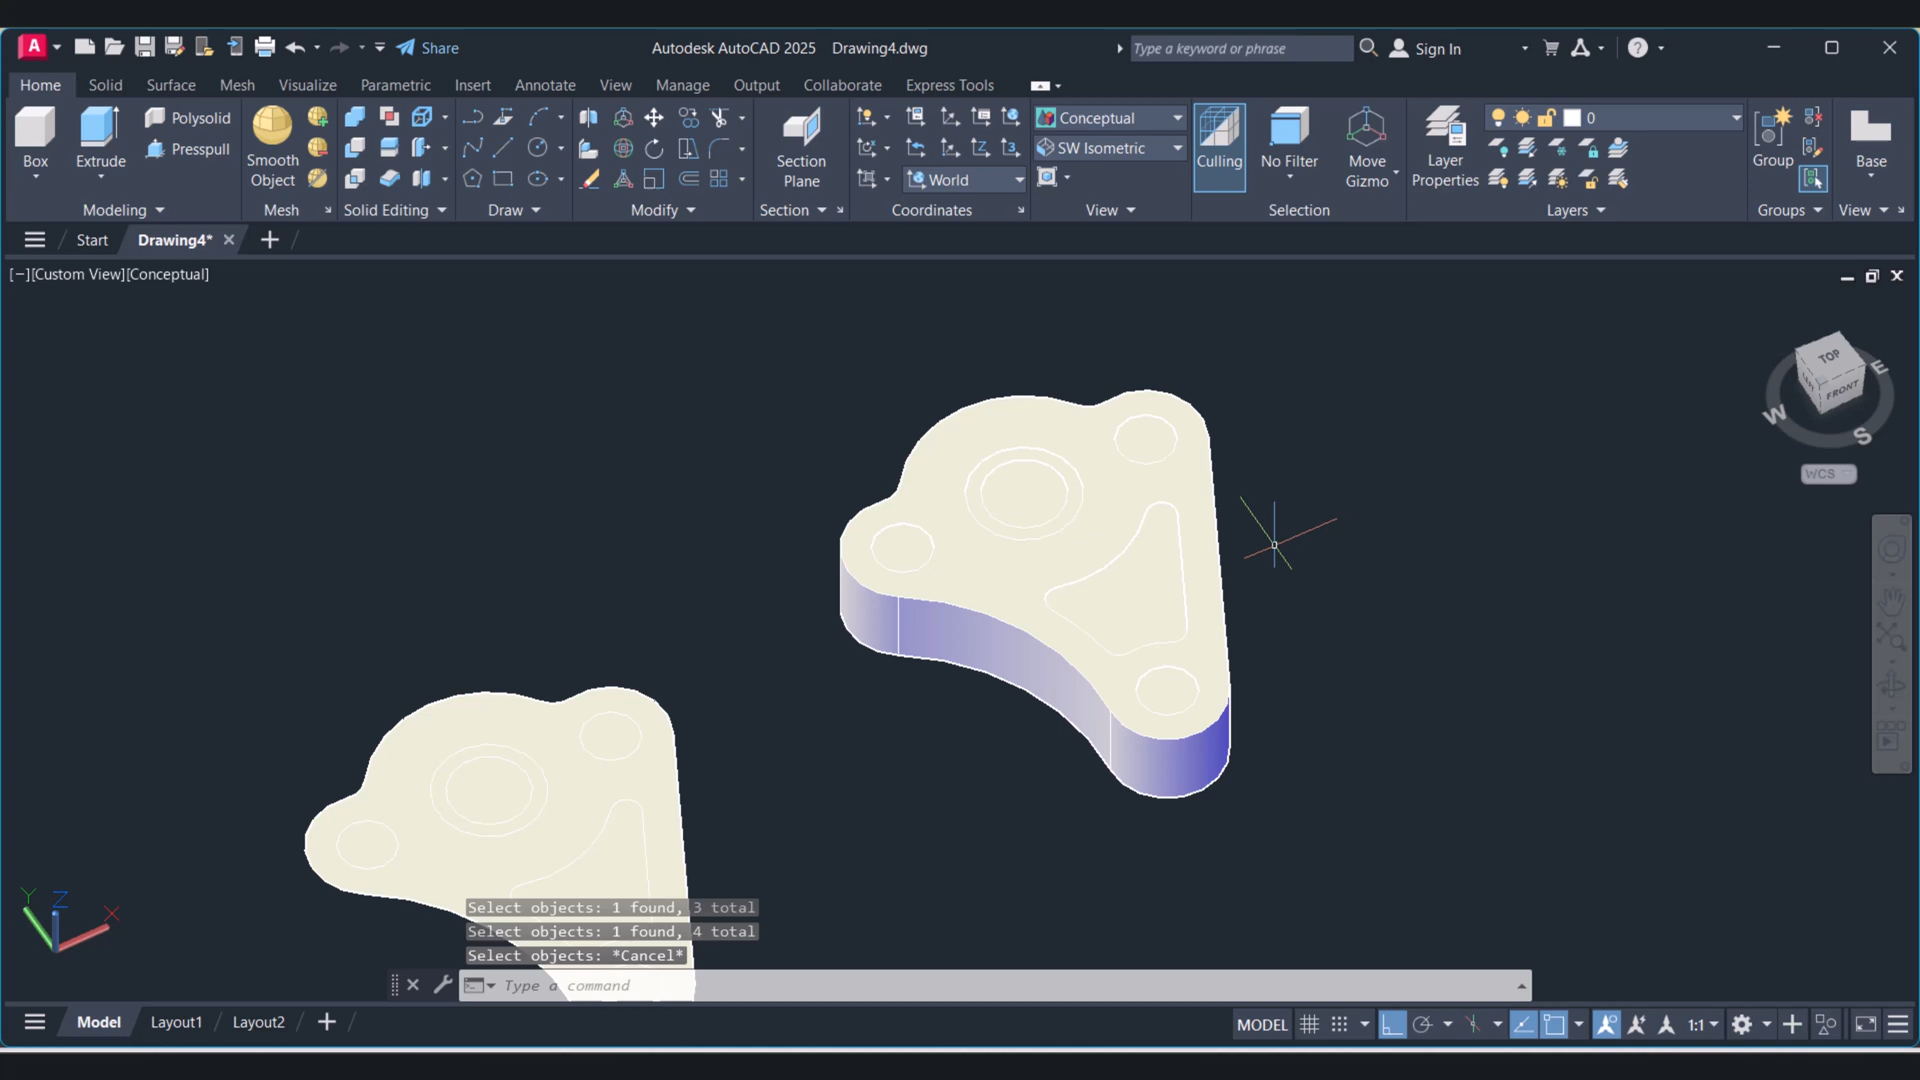 A Share Autodesk AutoCAD 2025 Drawing4.dwg Type a keyword or phrase Sign In
Home Solid Surface Mesh Visualize Parametric Insert Annotate View Manage Output Collaborate Express Tools
Box
Extrude
Polysolid
Presspull
Smooth
Object
Section
Plane
World
Conceptual
SW Isometric
Culling
No Filter
Move
Gizmo
Layer
Properties
0
Group
Base
Modeling Mesh Solid Editing Draw Modify Section Coordinates View Selection Layers Groups View
Start Drawing4*
[−][Custom View][Conceptual]
TOP
LEFT
FRONT
E
W
S
WCS
Y
Z
X
Select objects: 1 found, 3 total
Select objects: 1 found, 4 total
Select objects: *Cancel*
Type a command
Model Layout1 Layout2 MODEL 1:1